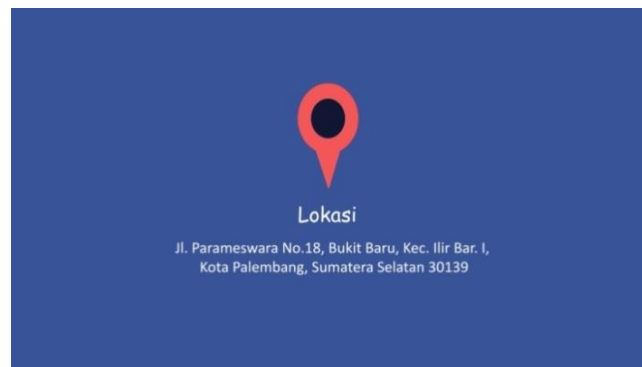 Lokasi
Jl. Parameswara No.18, Bukit Baru, Kec. Ilir Bar. I,
Kota Palembang, Sumatera Selatan 30139